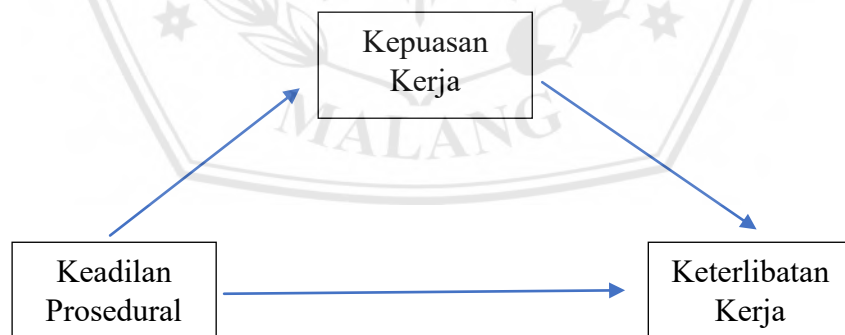 Kepuasan
Kerja
MALANG
Keadilan
Prosedural
Keterlibatan
Kerja